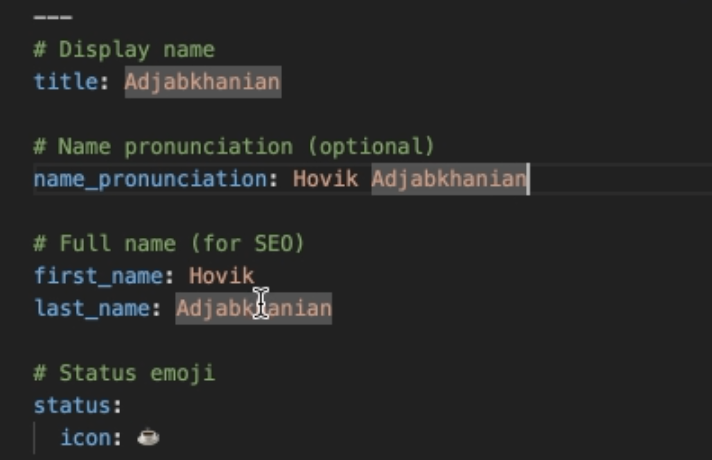 ---
# Display name
title: Adjabkhanian
# Name pronunciation (optional)
name_pronunciation: Hovik Adjabkhanian
# Full name (for SEO)
first_name: Hovik
last_name: Adjabkhanian
# Status emoji
status:
icon: ☕️